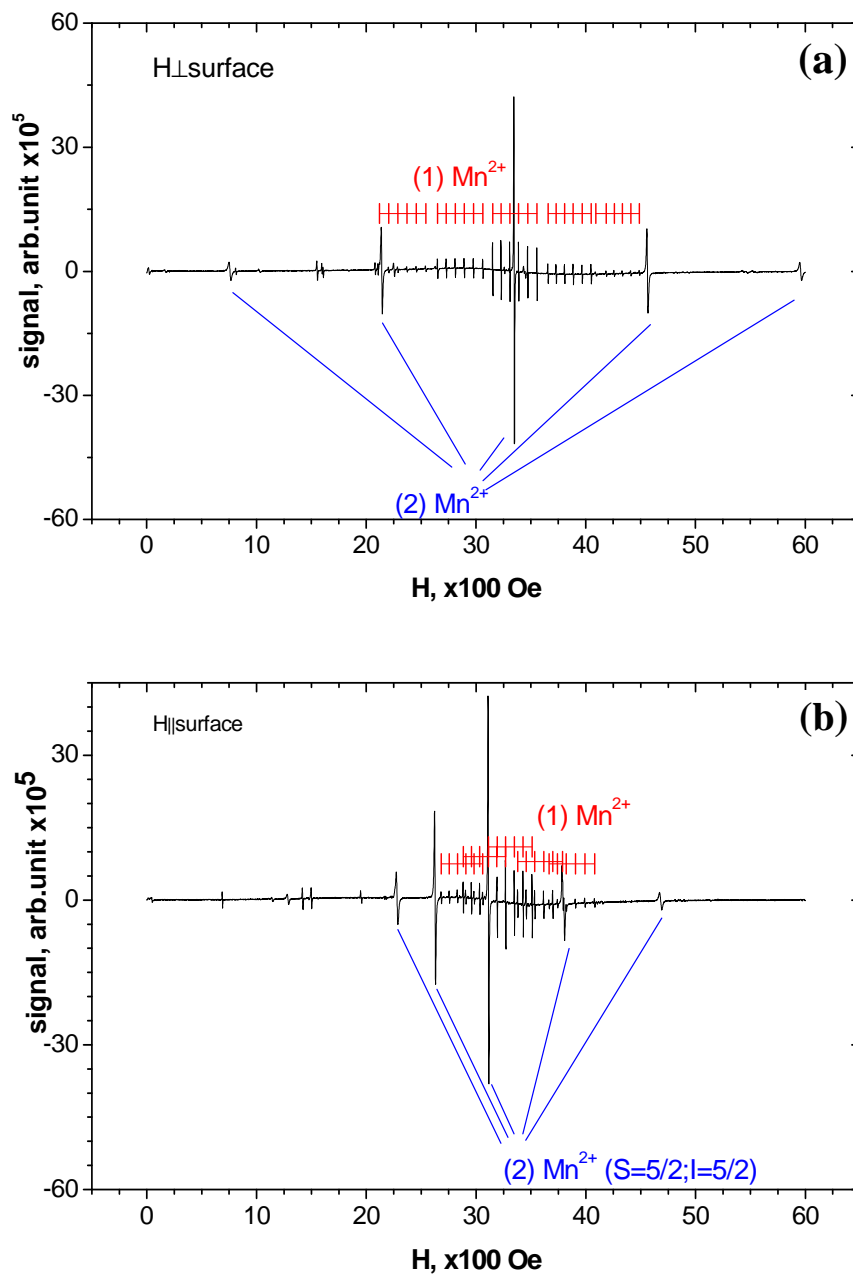 (a)
H⊥surface
(1) Mn²⁺
(2) Mn²⁺
signal, arb.unit x10⁵
60
30
0
-30
-60
0 10 20 30 40 50 60
H, x100 Oe
(b)
H||surface
(1) Mn²⁺
(2) Mn²⁺ (S=5/2;I=5/2)
signal, arb.unit x10⁵
30
0
-30
-60
0 10 20 30 40 50 60
H, x100 Oe